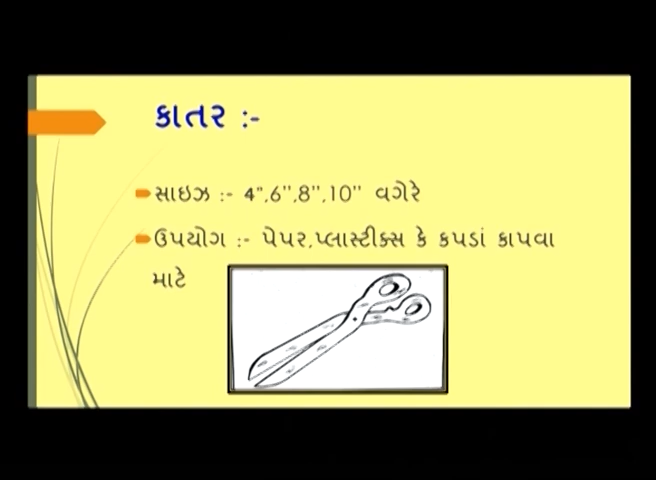 કાતર :-
સાઇઝ :- 4",6",8",10" વગેરે
ઉપયોગ :- પેપર,પ્લાસ્ટીક્સ કે કપડાં કાપવા
માટે